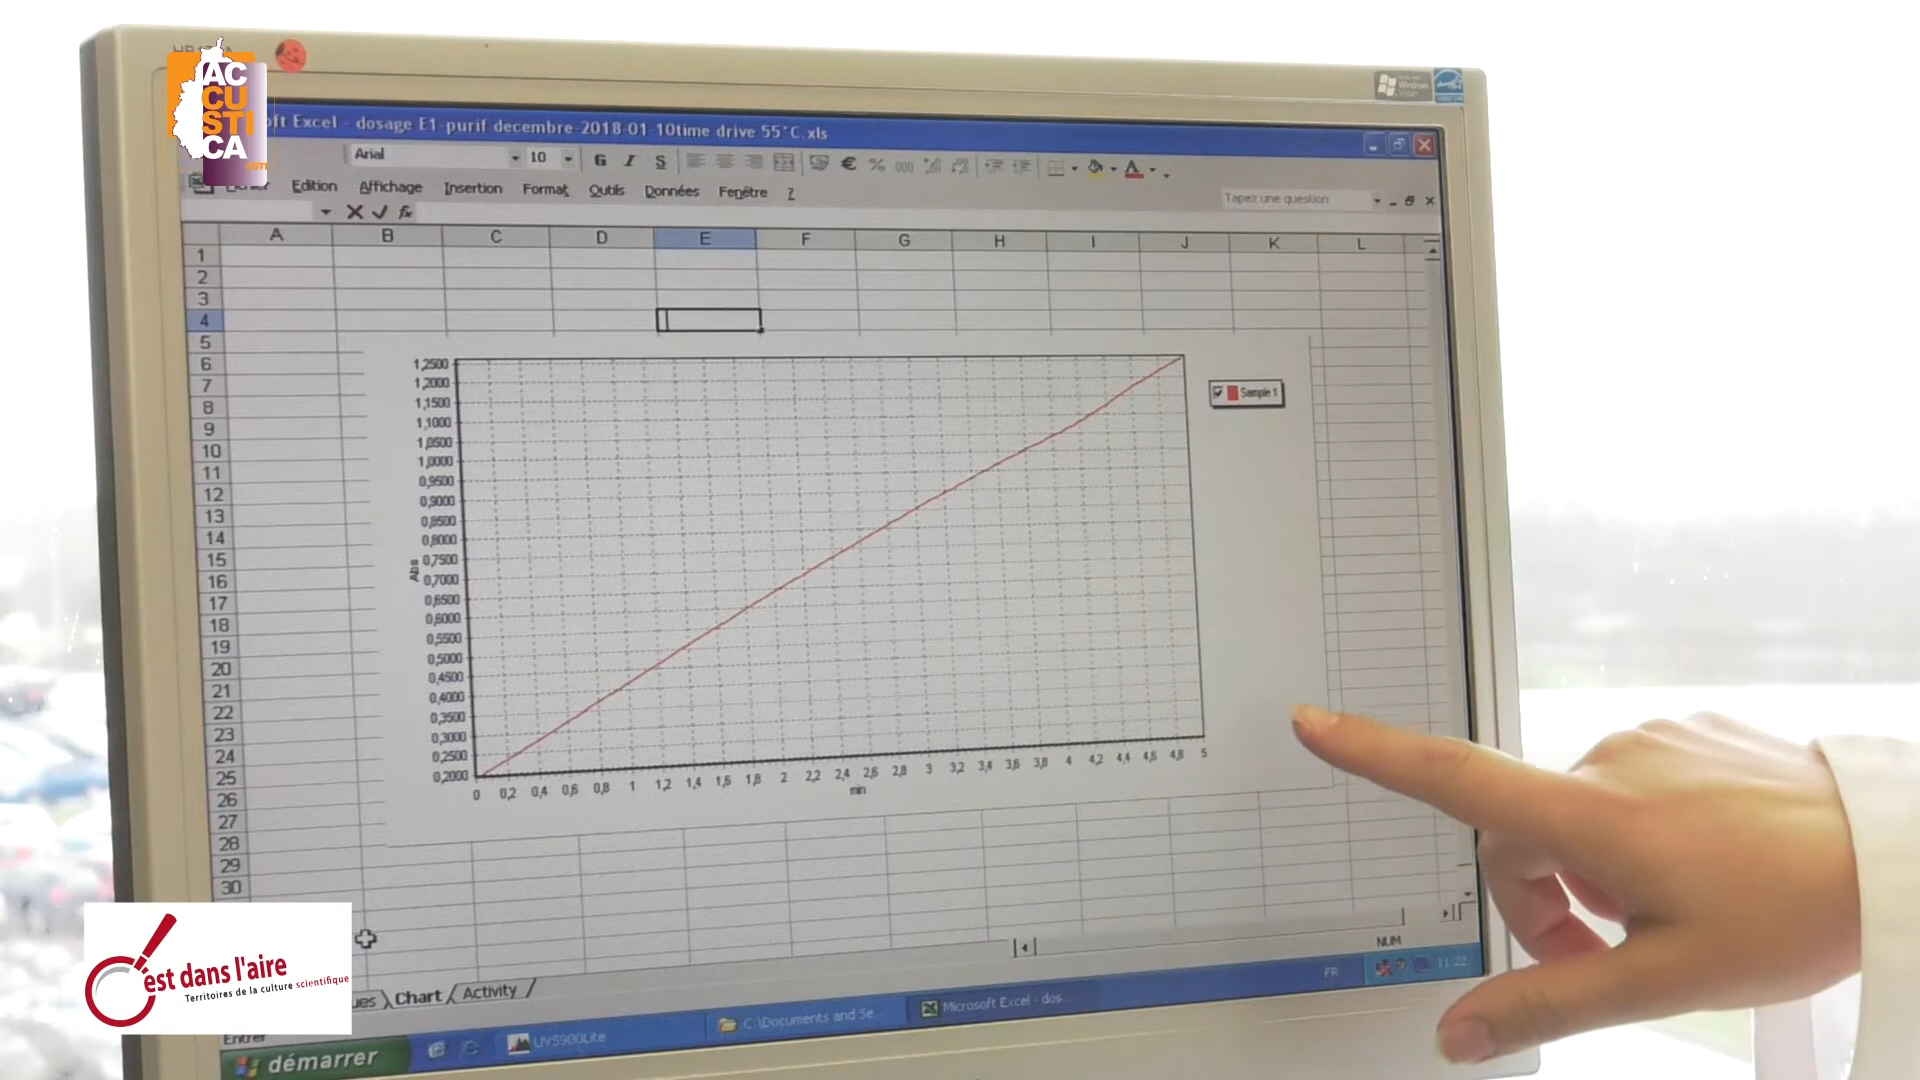 AC
CU
STI
CA
ft Excel - dosage E1-purif decembre 2018-01-10time drive 55°C.xls
Arial 10 G I S € % 000
Edition Affichage Insertion Format Outils Données Fenêtre ?
Tapez une question
fx
A B C D E F G H I J K L
1
2
3
4
5
6
7
8
9
10
11
12
13
14
15
16
17
18
19
20
21
22
23
24
25
26
27
28
29
30
1,2500
1,2000
1,1500
1,1000
1,0500
1,0000
0,9500
0,9000
0,8500
0,8000
0,7500
0,7000
0,6500
0,6000
0,5500
0,5000
0,4500
0,4000
0,3500
0,3000
0,2500
0,2000
Abs
0 0,2 0,4 0,6 0,8 1 1,2 1,4 1,6 1,8 2 2,2 2,4 2,6 2,8 3 3,2 3,4 3,6 3,8 4 4,2 4,4 4,6 4,8 5
min
Sample 1
NUM
ues Chart Activity
Entrer
démarrer UV5900Lite C:\Documents and Se... Microsoft Excel - dos... FR 11:22
C'est dans l'aire
Territoires de la culture scientifique